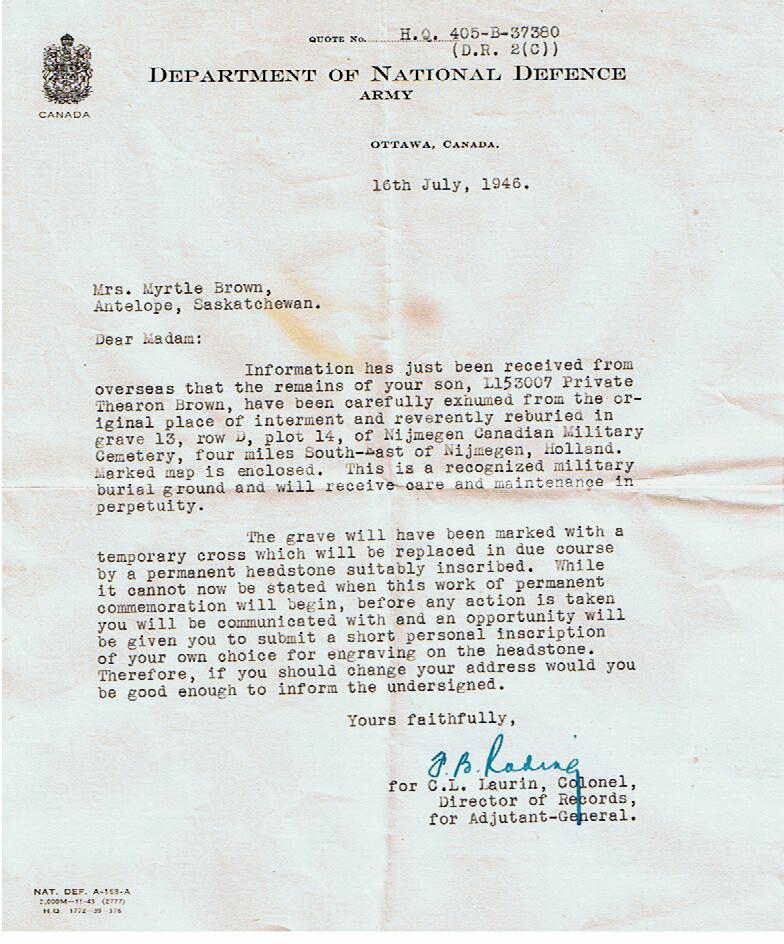 QUOTE No. H.Q. 405-B-37380
(D.R. 2(C))
DEPARTMENT OF NATIONAL DEFENCE
ARMY
CANADA
OTTAWA, CANADA.
16th July, 1946.
Mrs. Myrtle Brown,
Antelope, Saskatchewan.
Dear Madam:
Information has just been received from
overseas that the remains of your son, L153007 Private
Thearon Brown, have been carefully exhumed from the or-
iginal place of interment and reverently reburied in
grave 13, row D, plot 14, of Nijmegen Canadian Military
Cemetery, four miles South-East of Nijmegen, Holland.
Marked map is enclosed. This is a recognized military
burial ground and will receive care and maintenance in
perpetuity.
The grave will have been marked with a
temporary cross which will be replaced in due course
by a permanent headstone suitably inscribed. While
it cannot now be stated when this work of permanent
commemoration will begin, before any action is taken
you will be communicated with and an opportunity will
be given you to submit a short personal inscription
of your own choice for engraving on the headstone.
Therefore, if you should change your address would you
be good enough to inform the undersigned.
Yours faithfully,
for C.L. Laurin, Colonel,
Director of Records,
for Adjutant-General.
NAT. DEF. A-168-A
(2777)
H.Q. 1772-39-376